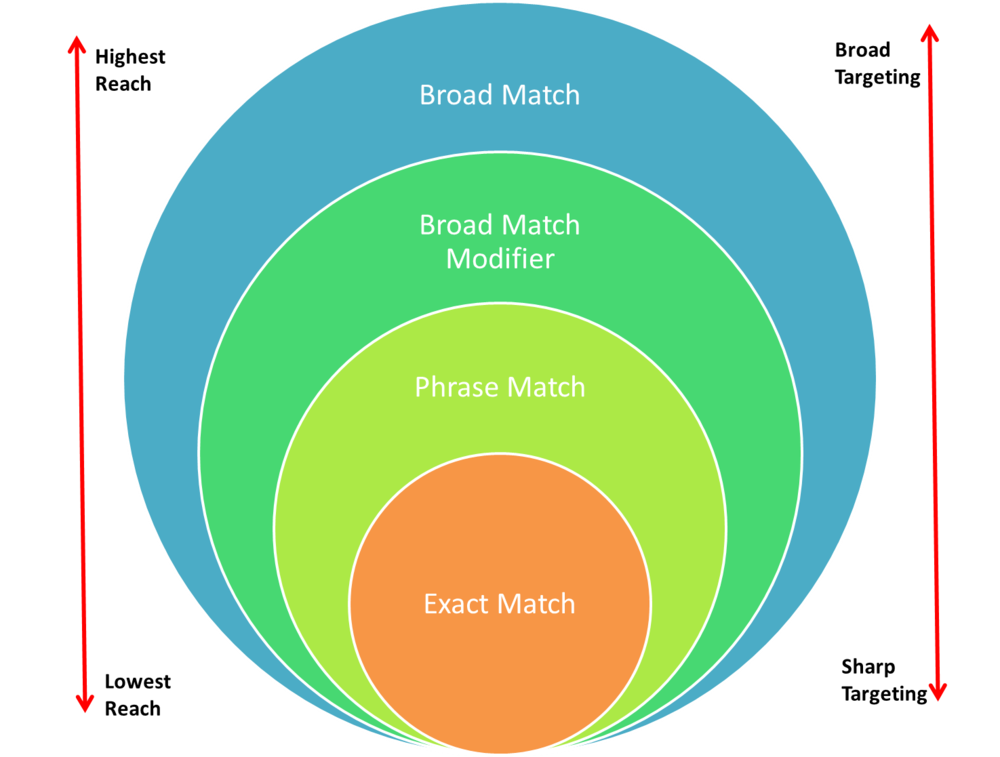 Highest
Reach
Broad
Targeting
Broad Match
Broad Match
Modifier
Phrase Match
Exact Match
Lowest
Reach
Sharp
Targeting